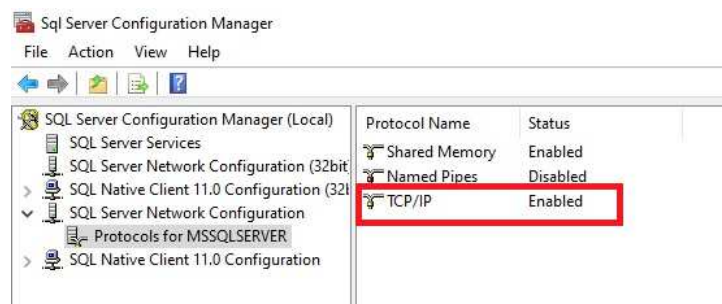 Sql Server Configuration Manager
File Action View Help
SQL Server Configuration Manager (Local)
SQL Server Services
SQL Server Network Configuration (32bit
SQL Native Client 11.0 Configuration (32b
SQL Server Network Configuration
Protocols for MSSQLSERVER
SQL Native Client 11.0 Configuration
Protocol Name Status
Shared Memory Enabled
Named Pipes Disabled
TCP/IP Enabled